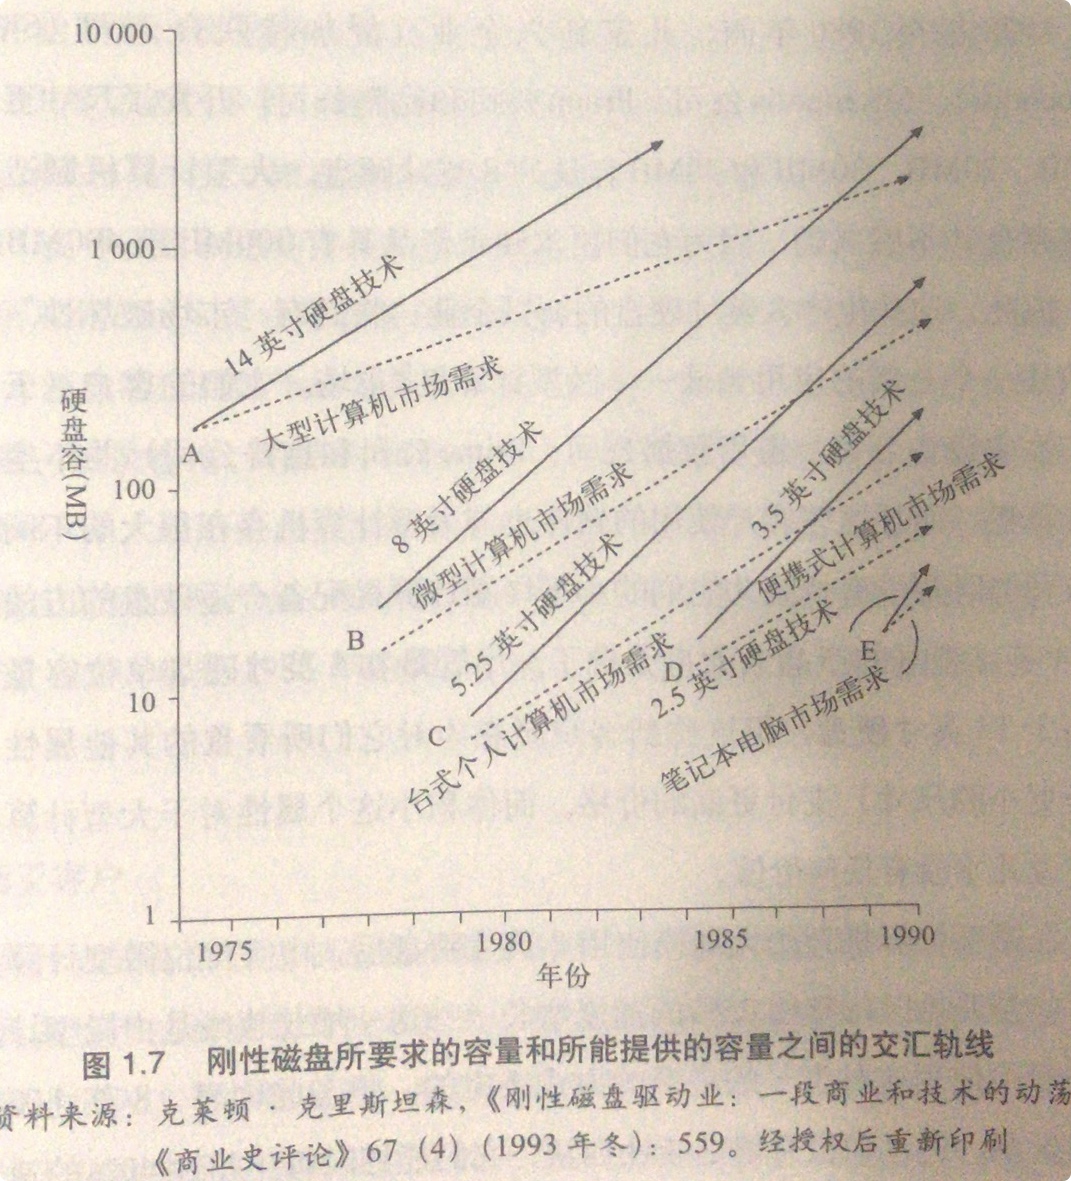 10 000
1 000
100
10
1
硬盘容(MB
14 英寸硬盘技术
大型计算机市场需求
A
8 英寸硬盘技术
微型计算机市场需求
B
5.25 英寸硬盘技术
台式个人计算机市场需求
C
3.5 英寸硬盘技术
便携式计算机市场需求
D
2.5 英寸硬盘技术
笔记本电脑市场需求
E
1975 1980 1985 1990
年份
图 1.7 刚性磁盘所要求的容量和所能提供的容量之间的交汇轨线
资料来源：克莱顿·克里斯坦森，《刚性磁盘驱动业：一段商业和技术的动荡
《商业史评论》67（4）（1993 年冬）：559。经授权后重新印刷